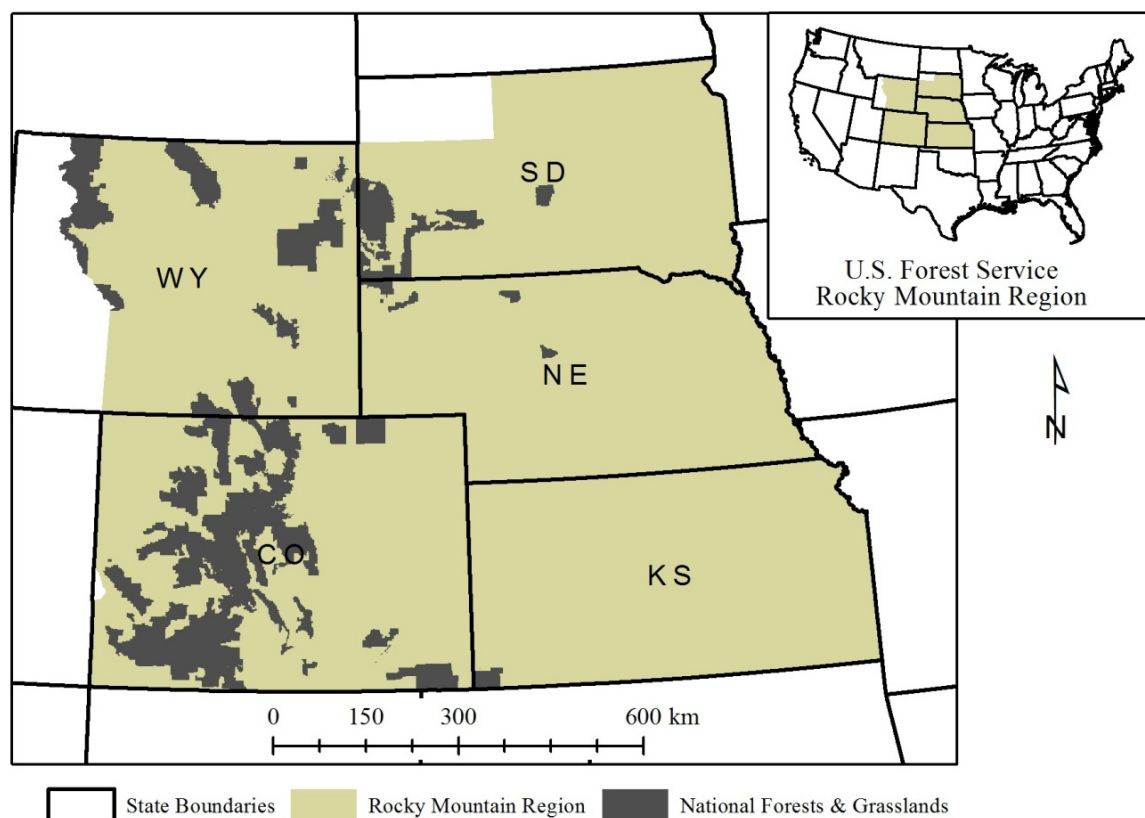 SD
WY
NE
CO
KS
U.S. Forest Service
Rocky Mountain Region
N
0 150 300 600 km
State Boundaries Rocky Mountain Region National Forests & Grasslands